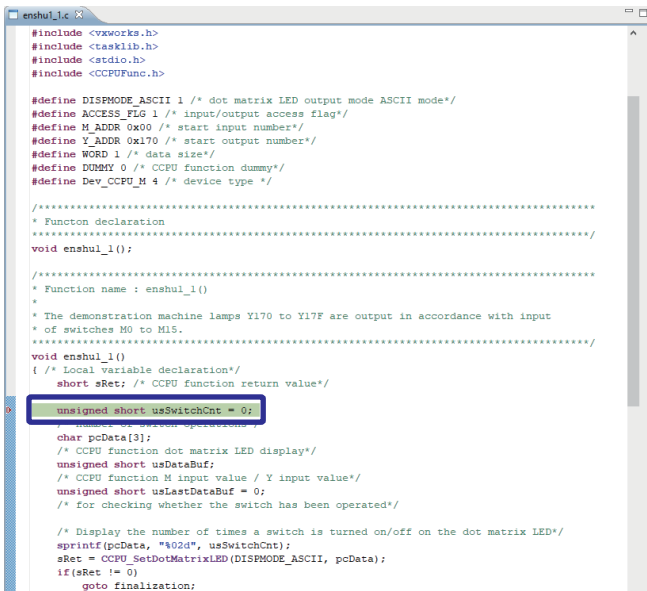 enshu1_1.c
#include <vxworks.h>
#include <tasklib.h>
#include <stdio.h>
#include <CCPUFunc.h>
#define DISPMODE_ASCII 1 /* dot matrix LED output mode ASCII mode*/
#define ACCESS_FLG 1 /* input/output access flag*/
#define M_ADDR 0x00 /* start input number*/
#define Y_ADDR 0x170 /* start output number*/
#define WORD 1 /* data size*/
#define DUMMY 0 /* CCPU function dummy*/
#define Dev_CCPU_M 4 /* device type */
/****************************************************************************************
* Functon declaration
****************************************************************************************/
void enshu1_1();
/****************************************************************************************
* Function name : enshu1_1()
*
* The demonstration machine lamps Y170 to Y17F are output in accordance with input
* of switches M0 to M15.
****************************************************************************************/
void enshu1_1()
{ /* Local variable declaration*/
short sRet; /* CCPU function return value*/
unsigned short usSwitchCnt = 0;
/* number of switch operations*/
char pcData[3];
/* CCPU function dot matrix LED display*/
unsigned short usDataBuf;
/* CCPU function M input value / Y input value*/
unsigned short usLastDataBuf = 0;
/* for checking whether the switch has been operated*/
/* Display the number of times a switch is turned on/off on the dot matrix LED*/
sprintf(pcData, "%02d", usSwitchCnt);
sRet = CCPU_SetDotMatrixLED(DISPMODE_ASCII, pcData);
if(sRet != 0)
goto finalization;